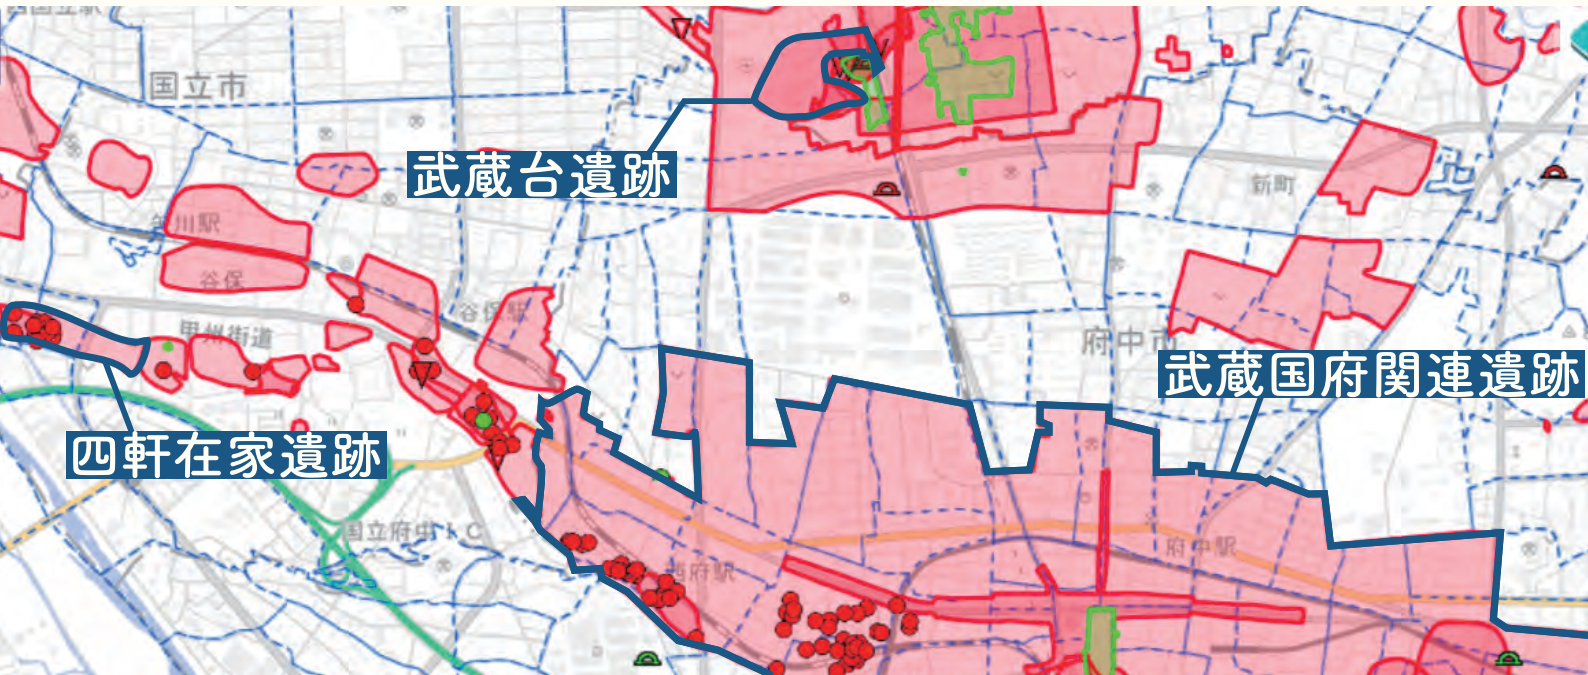 国立市
武蔵台遺跡
新町
谷保
谷保駅
甲州街道
府中市
武蔵国府関連遺跡
四軒在家遺跡
国立府中IC
西府駅
府中駅